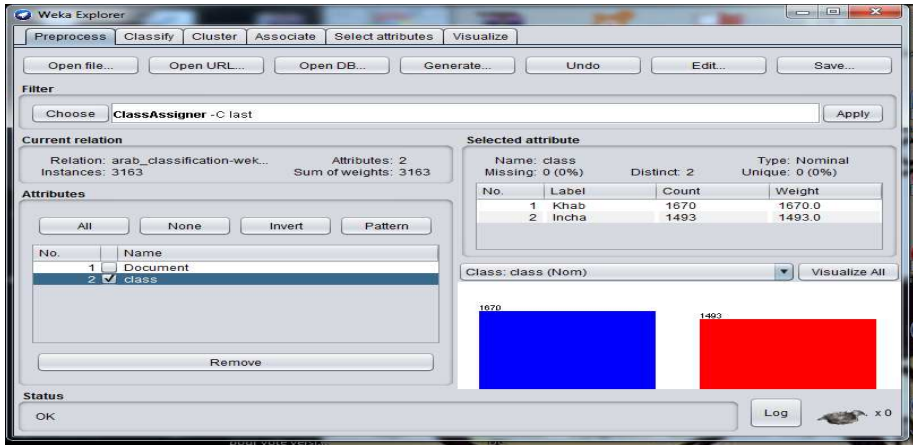 Weka Explorer
Preprocess Classify Cluster Associate Select attributes Visualize
Open file... Open URL... Open DB... Generate... Undo Edit... Save...
Filter
Choose ClassAssigner -C last Apply
Current relation
Relation: arab_classification-wek... Attributes: 2
Instances: 3163 Sum of weights: 3163
Attributes
All None Invert Pattern
No. Name
1 Document
2 class
Remove
Selected attribute
Name: class Type: Nominal
Missing: 0 (0%) Distinct: 2 Unique: 0 (0%)
No. Label Count Weight
1 Khab 1670 1670.0
2 Incha 1493 1493.0
Class: class (Nom) Visualize All
1670
1493
Status
OK Log x 0